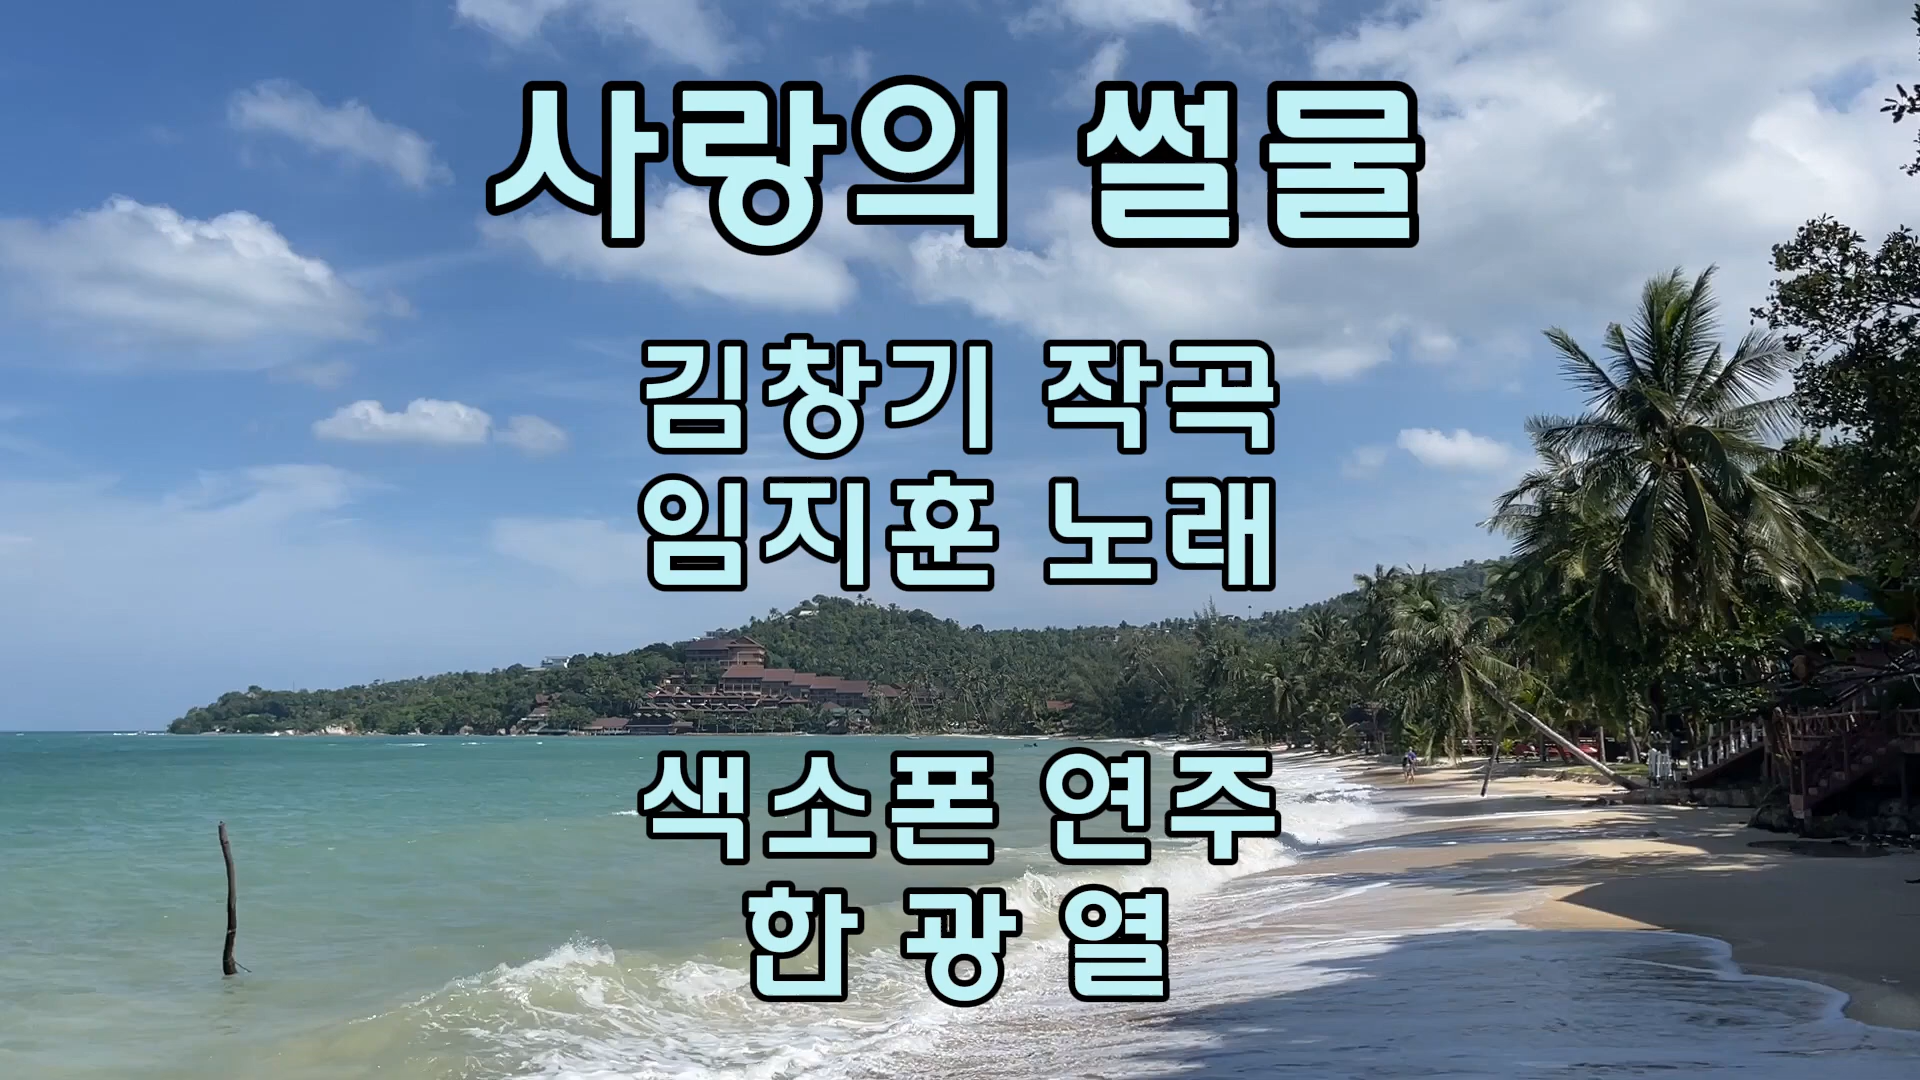 사랑의 썰물
김창기 작곡
임지훈 노래
색소폰 연주
한 광 열